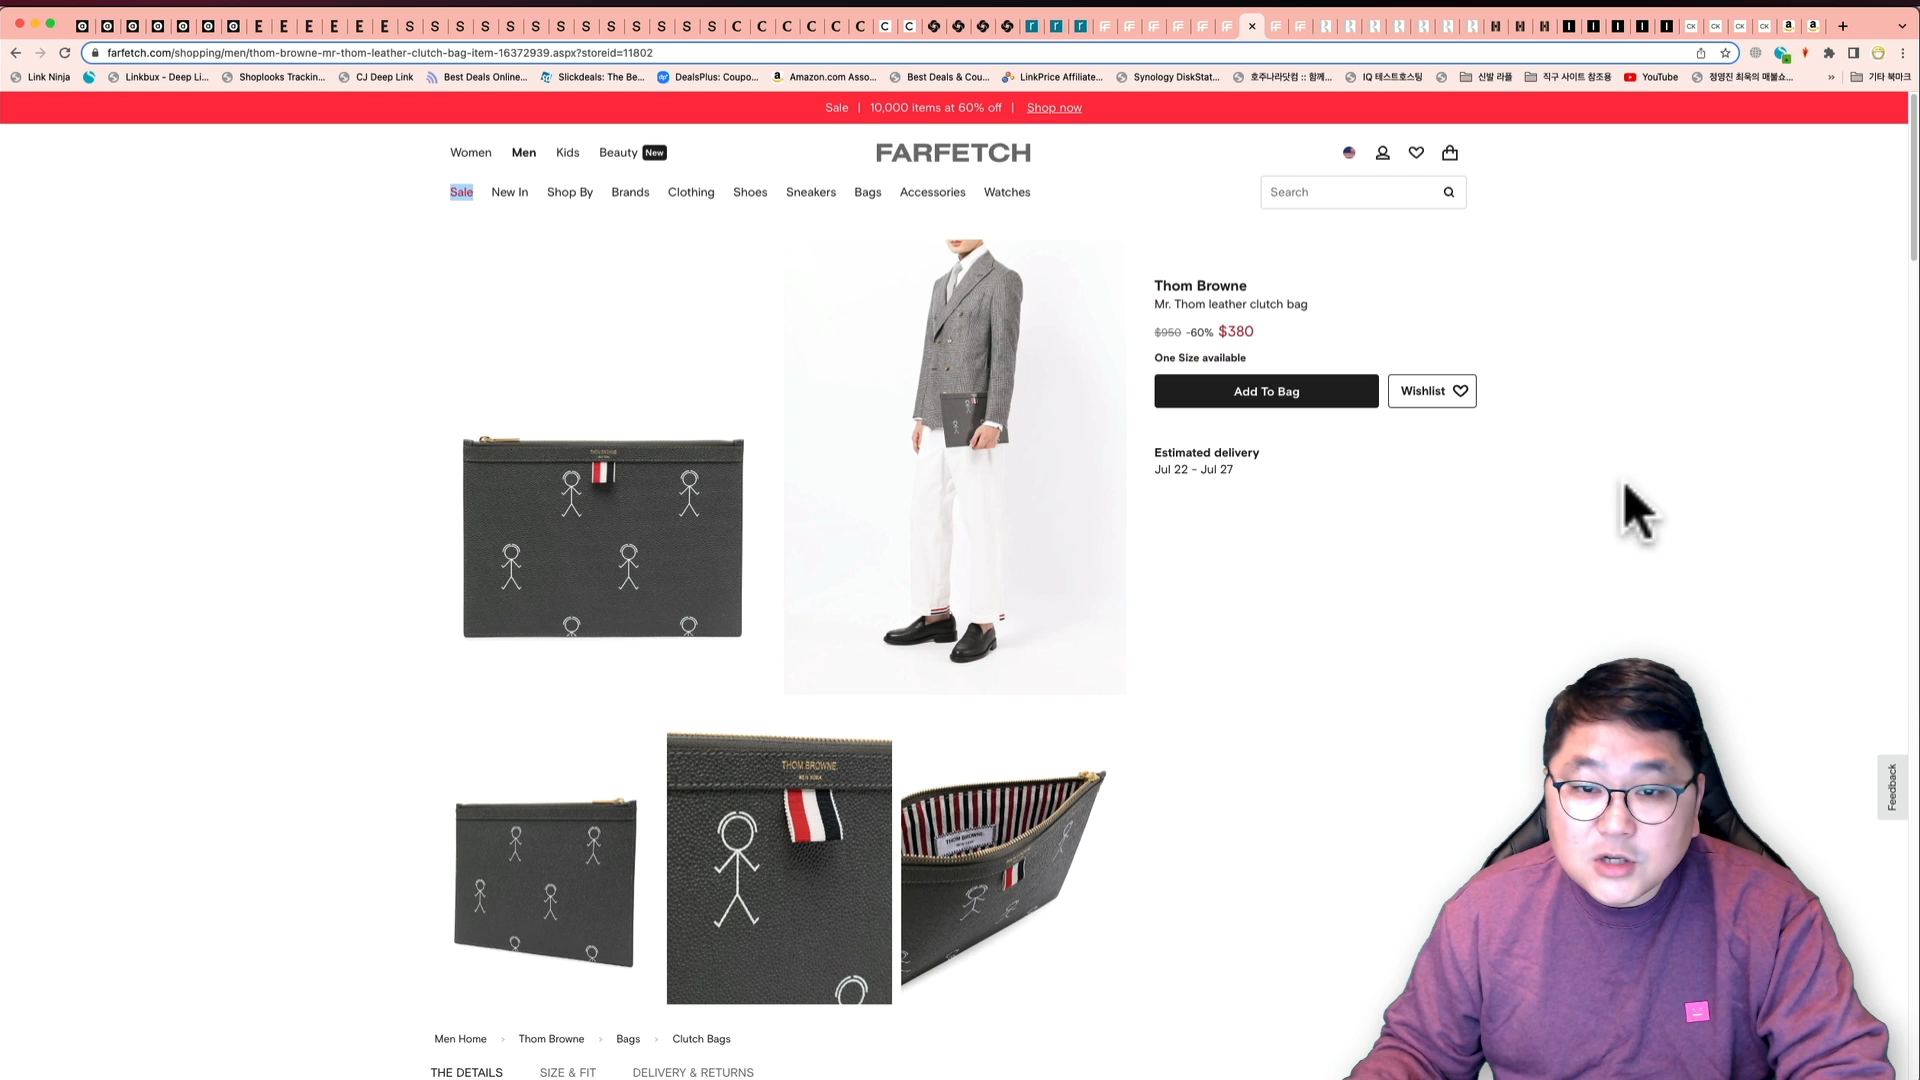 farfetch.com/shopping/men/thom-browne-mr-thom-leather-clutch-bag-item-16372939.aspx?storeid=11802
Link Ninja
Linkbux - Deep Li...
Shoplooks Trackin...
CJ Deep Link
Best Deals Online...
Slickdeals: The Be...
DealsPlus: Coupo...
Amazon.com Asso...
Best Deals & Cou...
LinkPrice Affiliate...
Synology DiskStat...
호주나라닷컴 :: 함께...
IQ 테스트호스팅
신발 라플
직구 사이트 참조용
YouTube
정영진 최욱의 매불쇼...
»
기타 북마크
Sale | 10,000 items at 60% off | Shop now
Women Men Kids Beauty New
FARFETCH
Sale New In Shop By Brands Clothing Shoes Sneakers Bags Accessories Watches
Search
Thom Browne
Mr. Thom leather clutch bag
$950 -60% $380
One Size available
Add To Bag
Wishlist
Estimated delivery
Jul 22 - Jul 27
THOM BROWNE.
NEW YORK
THOM BROWNE.
Feedback
Men Home > Thom Browne > Bags > Clutch Bags
THE DETAILS SIZE & FIT DELIVERY & RETURNS